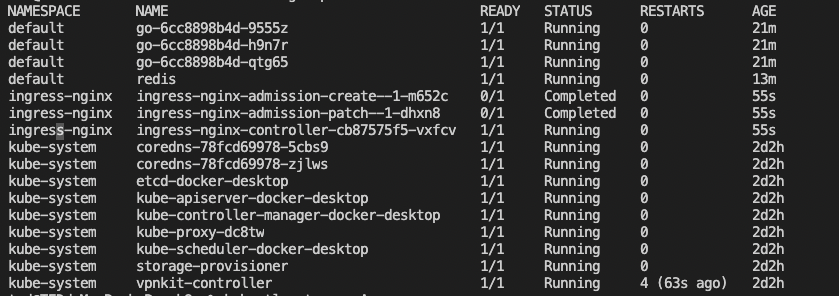 NAMESPACE NAME READY STATUS RESTARTS AGE
default go-6cc8898b4d-9555z 1/1 Running 0 21m
default go-6cc8898b4d-h9n7r 1/1 Running 0 21m
default go-6cc8898b4d-qtg65 1/1 Running 0 21m
default redis 1/1 Running 0 13m
ingress-nginx ingress-nginx-admission-create--1-m652c 0/1 Completed 0 55s
ingress-nginx ingress-nginx-admission-patch--1-dhxn8 0/1 Completed 0 55s
ingress-nginx ingress-nginx-controller-cb87575f5-vxfcv 1/1 Running 0 55s
kube-system coredns-78fcd69978-5cbs9 1/1 Running 0 2d2h
kube-system coredns-78fcd69978-zjlws 1/1 Running 0 2d2h
kube-system etcd-docker-desktop 1/1 Running 0 2d2h
kube-system kube-apiserver-docker-desktop 1/1 Running 0 2d2h
kube-system kube-controller-manager-docker-desktop 1/1 Running 0 2d2h
kube-system kube-proxy-dc8tw 1/1 Running 0 2d2h
kube-system kube-scheduler-docker-desktop 1/1 Running 0 2d2h
kube-system storage-provisioner 1/1 Running 0 2d2h
kube-system vpnkit-controller 1/1 Running 4 (63s ago) 2d2h